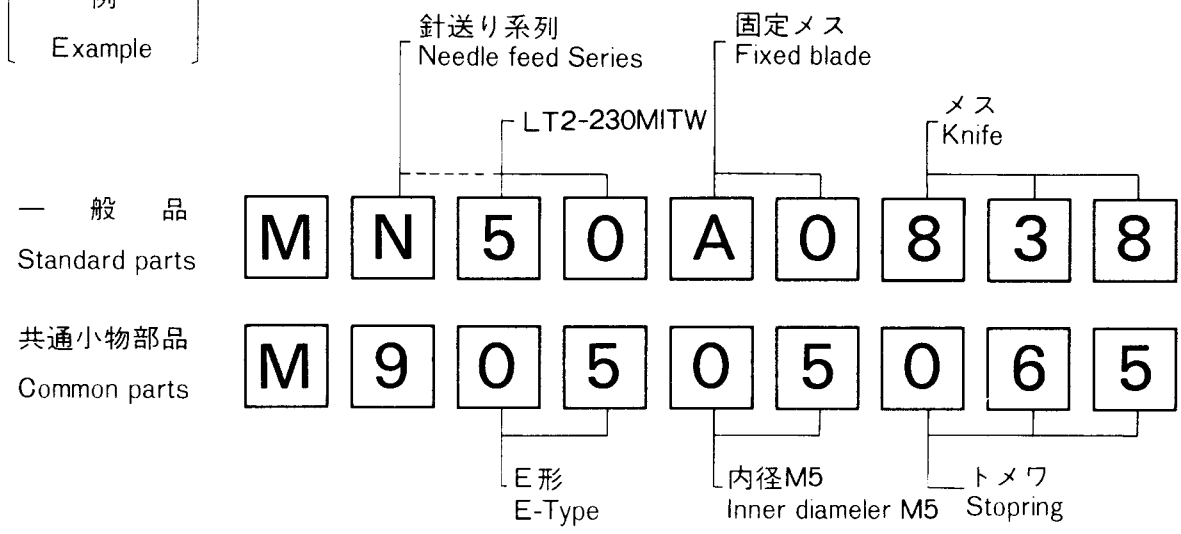 例
Example
針送り系列
Needle feed Series
固定メス
Fixed blade
LT2-230MITW
メス
Knife
一般品
Standard parts
M N 5 0 A 0 8 3 8
共通小物部品
Common parts
M 9 0 5 0 5 0 6 5
E形
E-Type
内径M5
Inner diameler M5
トメワ
Stopring